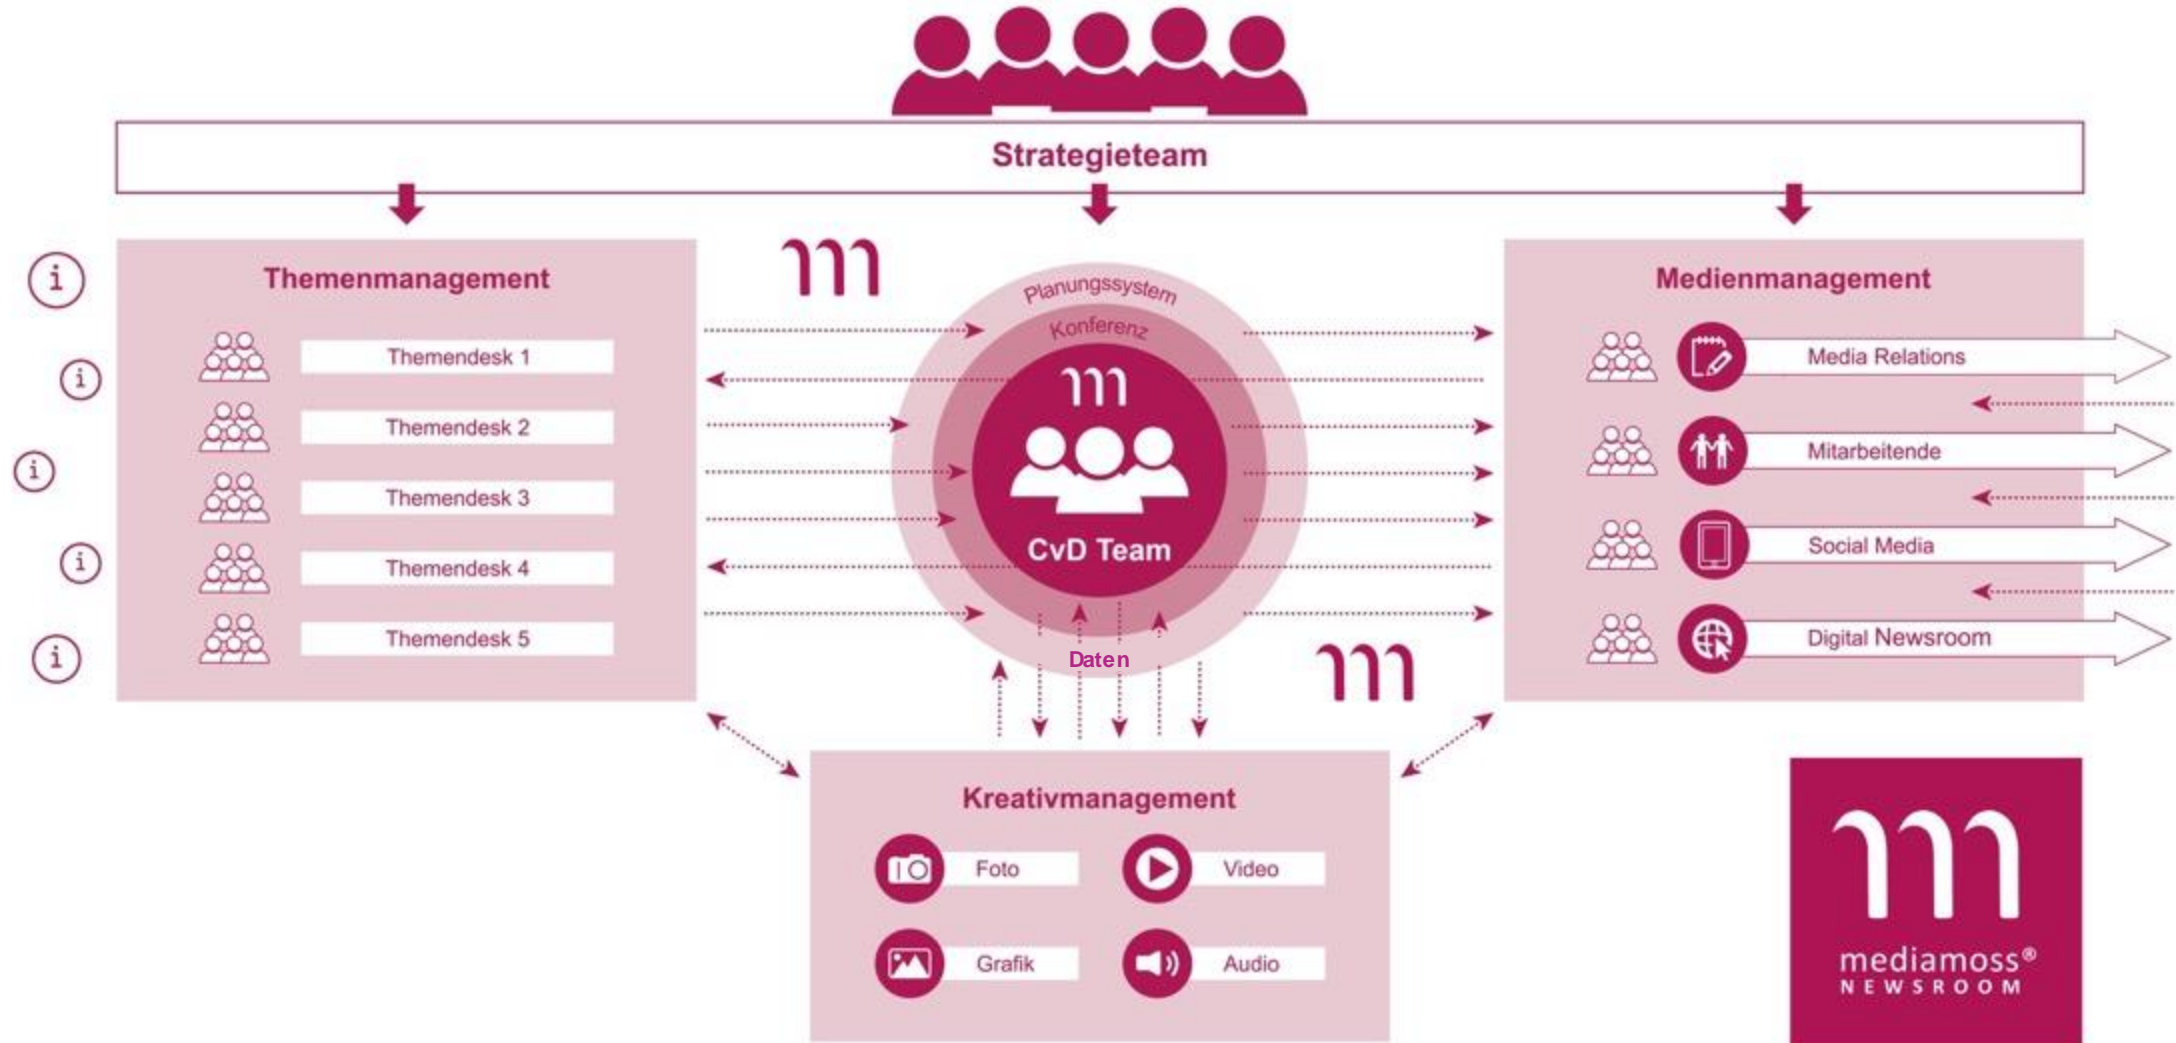 Strategieteam
Themenmanagement
Themendesk 1
Themendesk 2
Themendesk 3
Themendesk 4
Themendesk 5
Planungssystem
Konferenz
CvD Team
Daten
Medienmanagement
Media Relations
Mitarbeitende
Social Media
Digital Newsroom
Kreativmanagement
Foto
Video
Grafik
Audio
mediamoss®
NEWSROOM
i
i
i
i
i